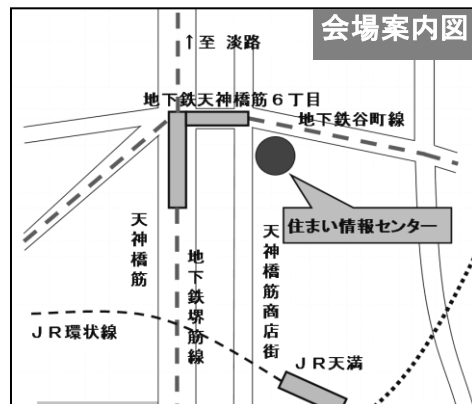 会場案内図
↑至 淡路
地下鉄天神橋筋６丁目
地下鉄谷町線
住まい情報センター
天神橋筋
地下鉄堺筋線
天神橋筋商店街
ＪＲ環状線
ＪＲ天満